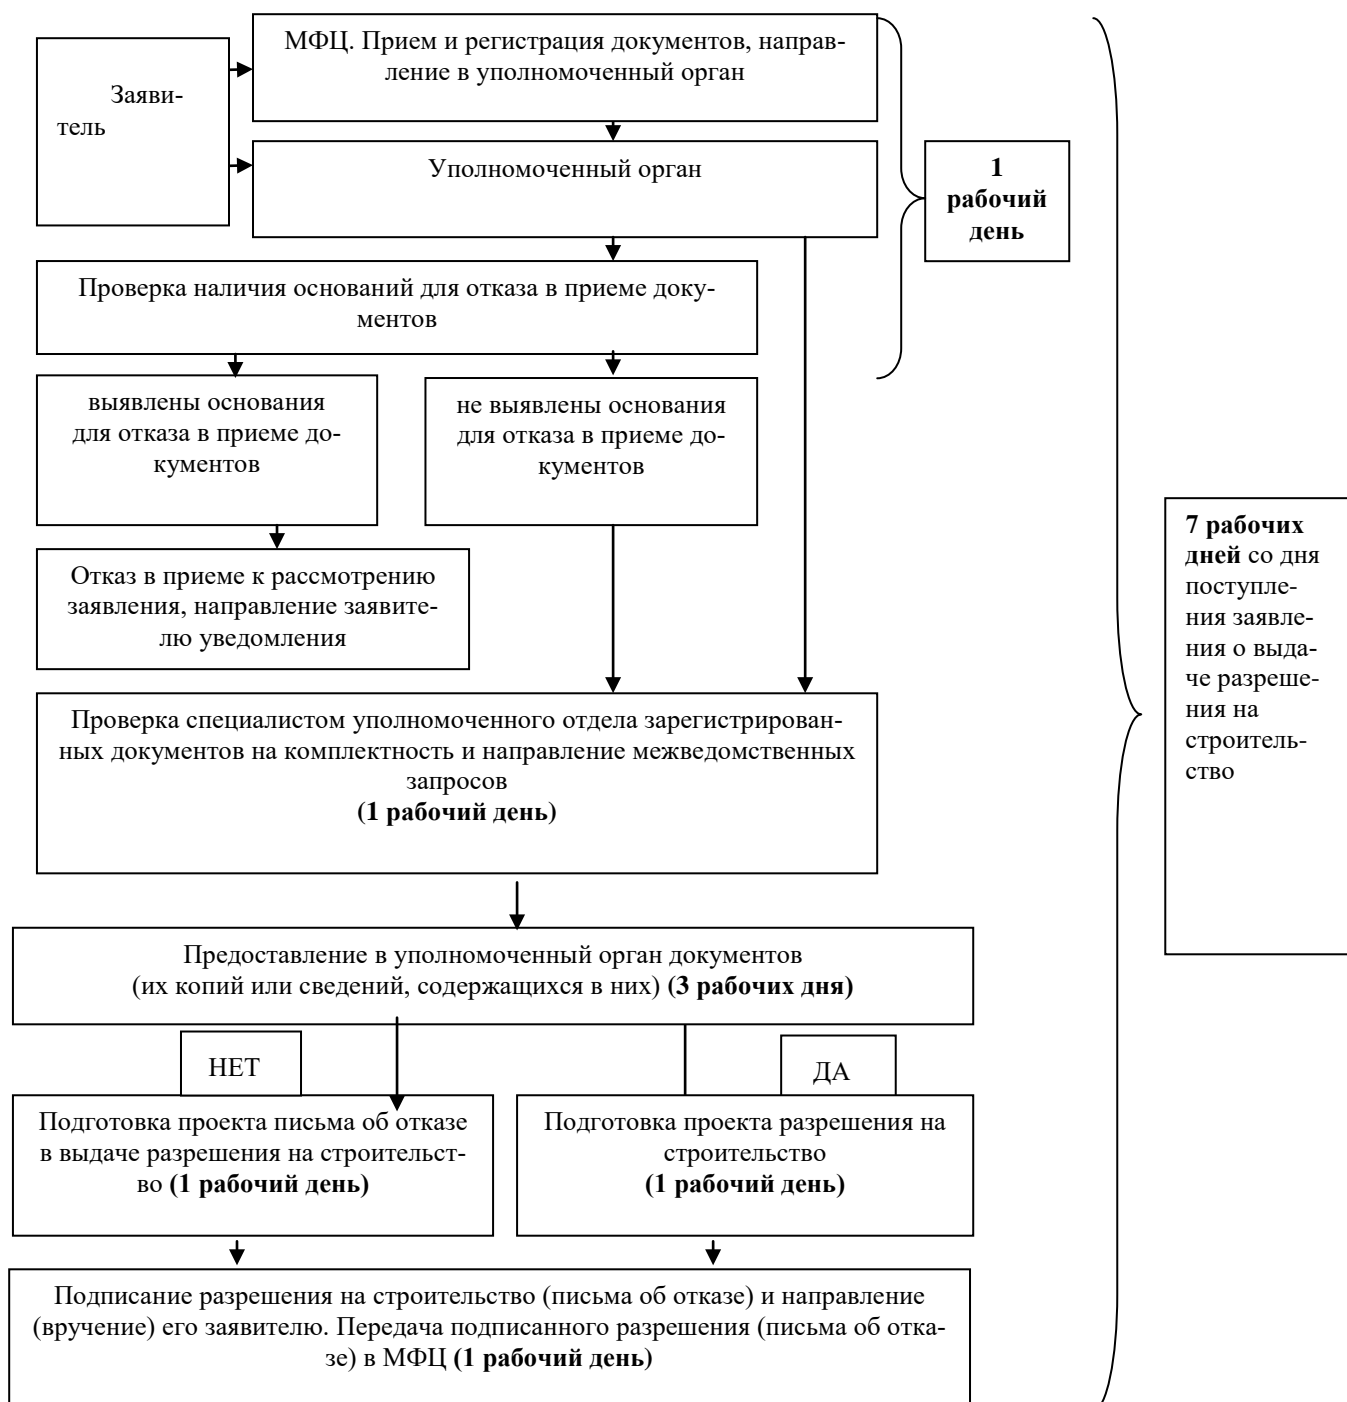 МФЦ. Прием и регистрация документов, направ-
ление в уполномоченный орган
Заяви-
тель
Уполномоченный орган
1
рабочий
день
Проверка наличия оснований для отказа в приеме доку-
ментов
выявлены основания
для отказа в приеме до-
кументов
не выявлены основания
для отказа в приеме до-
кументов
Отказ в приеме к рассмотрению
заявления, направление заявите-
лю уведомления
7 рабочих
дней со дня
поступле-
ния заявле-
ния о выда-
че разреше-
ния на
строитель-
ство
Проверка специалистом уполномоченного отдела зарегистрирован-
ных документов на комплектность и направление межведомственных
запросов
(1 рабочий день)
Предоставление в уполномоченный орган документов
(их копий или сведений, содержащихся в них) (3 рабочих дня)
НЕТ
ДА
Подготовка проекта письма об отказе
в выдаче разрешения на строительст-
во (1 рабочий день)
Подготовка проекта разрешения на
строительство
(1 рабочий день)
Подписание разрешения на строительство (письма об отказе) и направление
(вручение) его заявителю. Передача подписанного разрешения (письма об отка-
зе) в МФЦ (1 рабочий день)